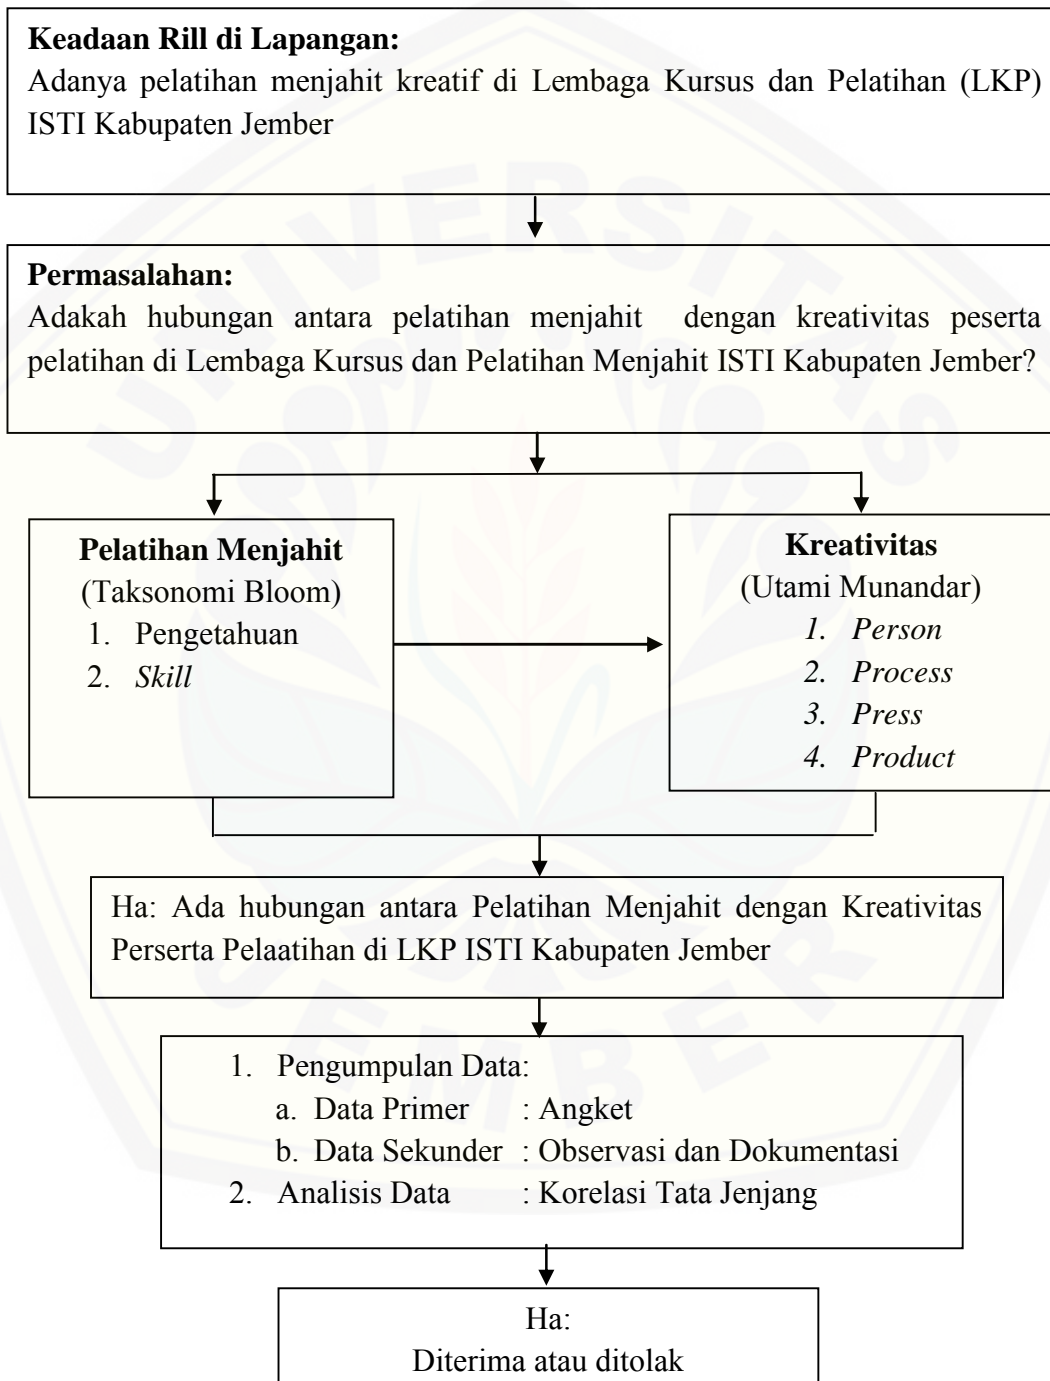 Keadaan Rill di Lapangan:
Adanya pelatihan menjahit kreatif di Lembaga Kursus dan Pelatihan (LKP)
ISTI Kabupaten Jember
Permasalahan:
Adakah hubungan antara pelatihan menjahit dengan kreativitas peserta
pelatihan di Lembaga Kursus dan Pelatihan Menjahit ISTI Kabupaten Jember?
Pelatihan Menjahit
(Taksonomi Bloom)
1. Pengetahuan
2. Skill
Kreativitas
(Utami Munandar)
1. Person
2. Process
3. Press
4. Product
Ha: Ada hubungan antara Pelatihan Menjahit dengan Kreativitas
Perserta Pelaatihan di LKP ISTI Kabupaten Jember
1. Pengumpulan Data:
a. Data Primer : Angket
b. Data Sekunder : Observasi dan Dokumentasi
2. Analisis Data : Korelasi Tata Jenjang
Ha:
Diterima atau ditolak
UNIVERSITAS
JEMBER